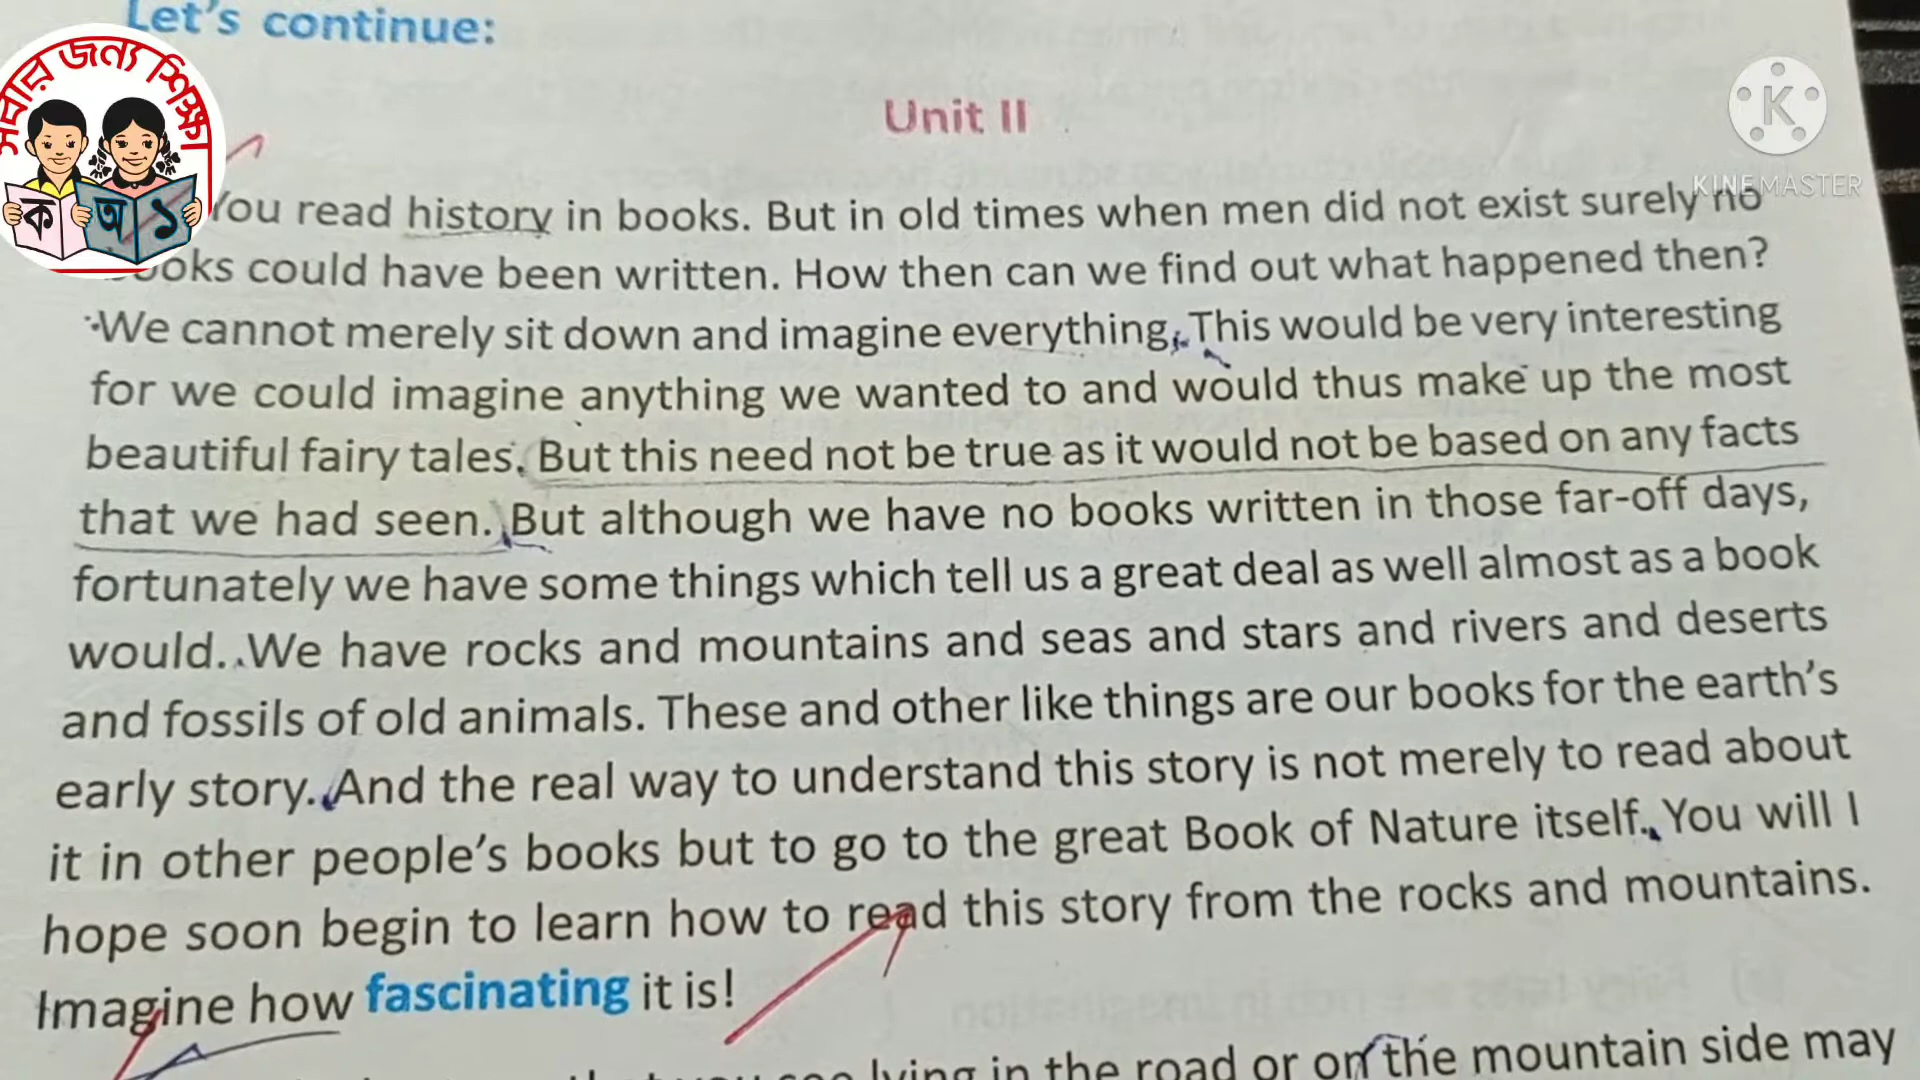 Let's continue:
সবার জন্য শিক্ষা
ক অ ১
Unit II
K
KINEMASTER
You read history in books. But in old times when men did not exist surely no
books could have been written. How then can we find out what happened then?
We cannot merely sit down and imagine everything. This would be very interesting
for we could imagine anything we wanted to and would thus make up the most
beautiful fairy tales. But this need not be true as it would not be based on any facts
that we had seen. But although we have no books written in those far-off days,
fortunately we have some things which tell us a great deal as well almost as a book
would. We have rocks and mountains and seas and stars and rivers and deserts
and fossils of old animals. These and other like things are our books for the earth's
early story. And the real way to understand this story is not merely to read about
it in other people's books but to go to the great Book of Nature itself. You will I
hope soon begin to learn how to read this story from the rocks and mountains.
Imagine how fascinating it is!
lying in the road or on the mountain side may